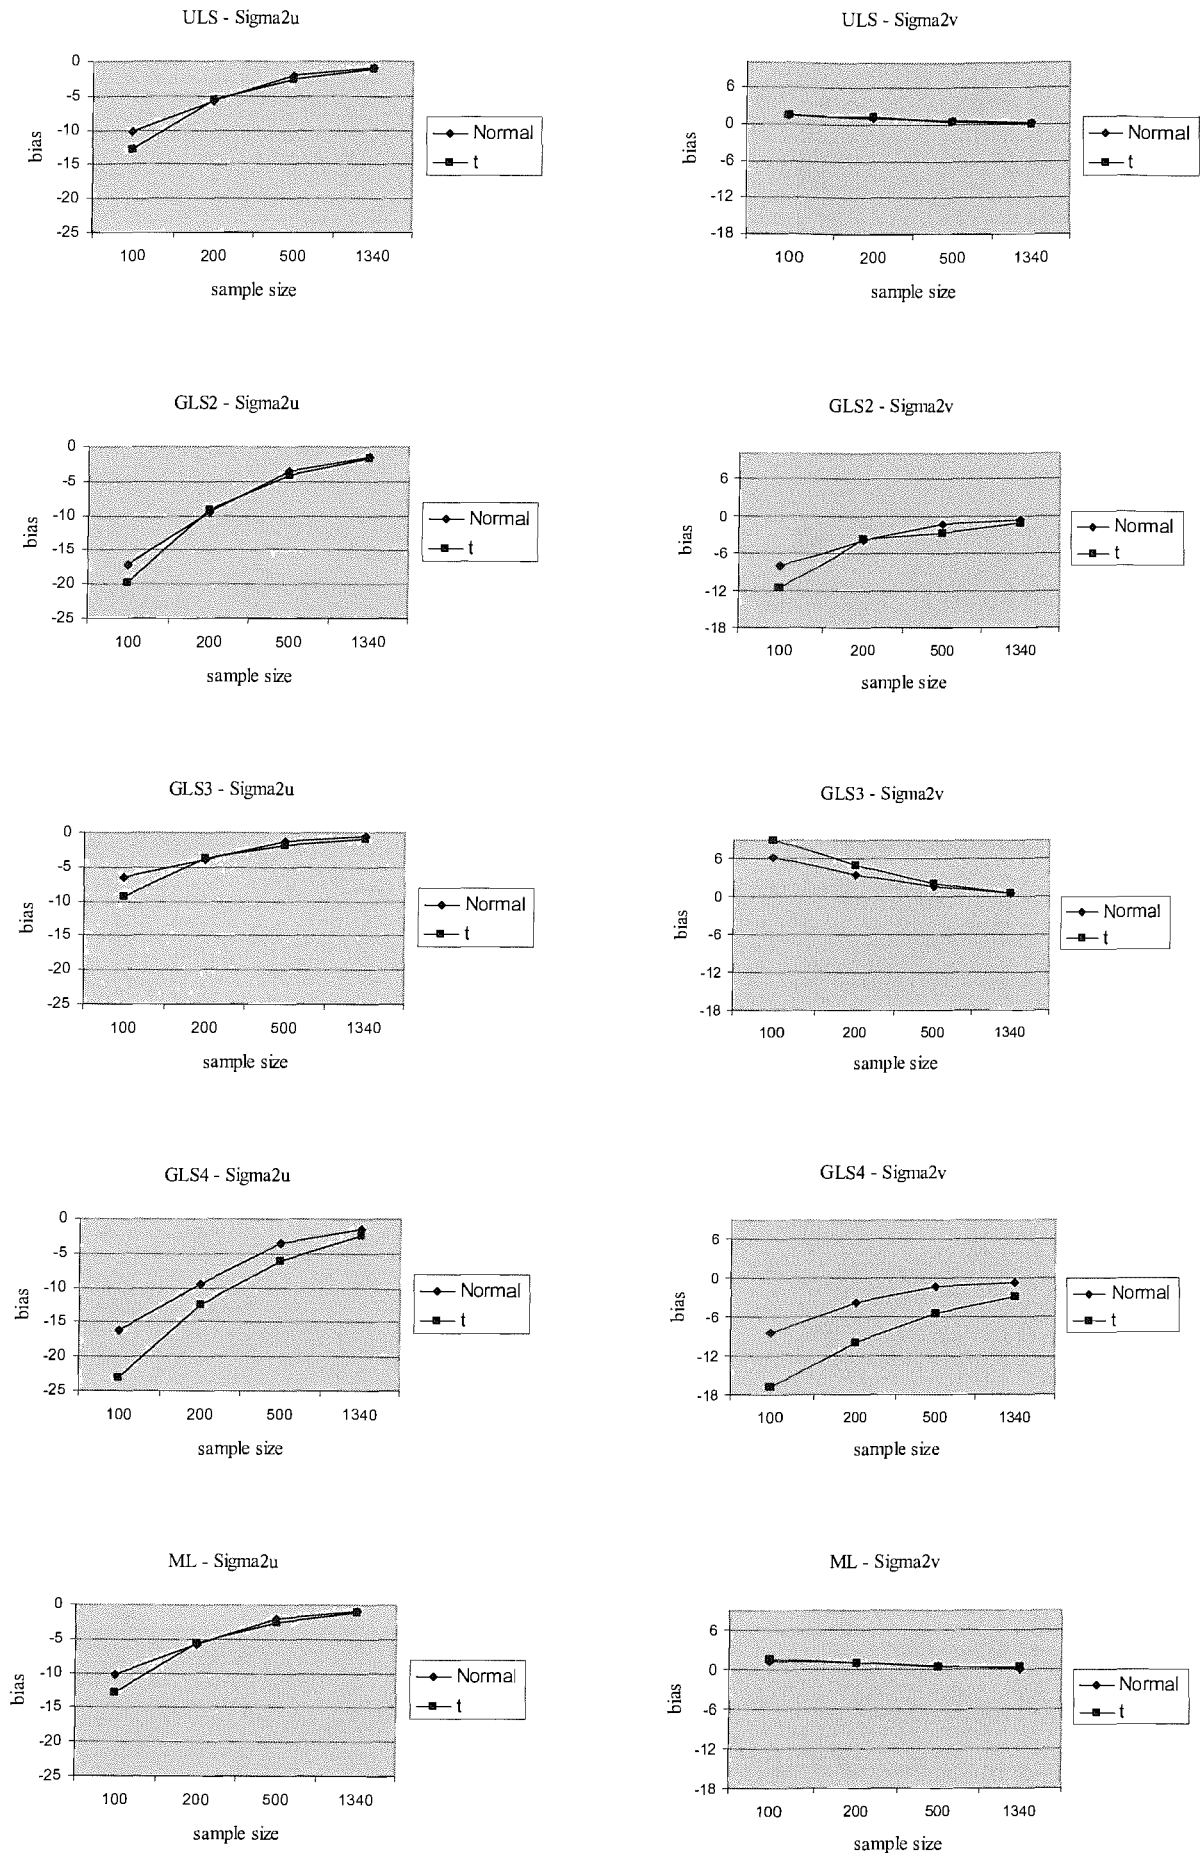 ULS - Sigma2u
0
-5
-10
-15
-20
-25
bias
100 200 500 1340
sample size
Normal
t
ULS - Sigma2v
6
0
-6
-12
-18
bias
100 200 500 1340
sample size
Normal
t
GLS2 - Sigma2u
0
-5
-10
-15
-20
-25
bias
100 200 500 1340
sample size
Normal
t
GLS2 - Sigma2v
6
0
-6
-12
-18
bias
100 200 500 1340
sample size
Normal
t
GLS3 - Sigma2u
0
-5
-10
-15
-20
-25
bias
100 200 500 1340
sample size
Normal
t
GLS3 - Sigma2v
6
0
-6
-12
-18
bias
100 200 500 1340
sample size
Normal
t
GLS4 - Sigma2u
0
-5
-10
-15
-20
-25
bias
100 200 500 1340
sample size
Normal
t
GLS4 - Sigma2v
6
0
-6
-12
-18
bias
100 200 500 1340
sample size
Normal
t
ML - Sigma2u
0
-5
-10
-15
-20
-25
bias
100 200 500 1340
sample size
Normal
t
ML - Sigma2v
6
0
-6
-12
-18
bias
100 200 500 1340
sample size
Normal
t